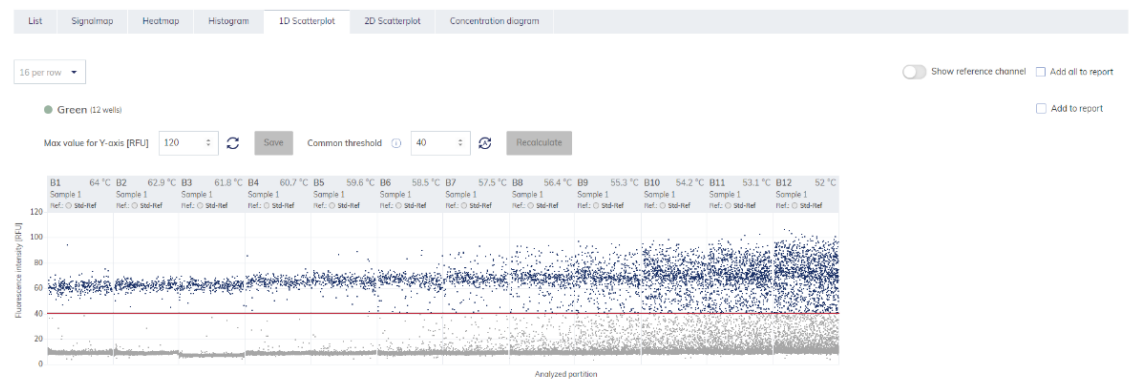 List Signalmap Heatmap Histogram 1D Scatterplot 2D Scatterplot Concentration diagram
16 per row Show reference channel Add all to report
Green (12 wells) Add to report
Max value for Y-axis [RFU] 120 Save Common threshold 40 Recalculate
B1 64 °C B2 62.9 °C B3 61.8 °C B4 60.7 °C B5 59.6 °C B6 58.5 °C B7 57.5 °C B8 56.4 °C B9 55.3 °C B10 54.2 °C B11 53.1 °C B12 52 °C
Sample 1 Sample 1 Sample 1 Sample 1 Sample 1 Sample 1 Sample 1 Sample 1 Sample 1 Sample 1 Sample 1 Sample 1
Ref.: Std-Ref Ref.: Std-Ref Ref.: Std-Ref Ref.: Std-Ref Ref.: Std-Ref Ref.: Std-Ref Ref.: Std-Ref Ref.: Std-Ref Ref.: Std-Ref Ref.: Std-Ref Ref.: Std-Ref Ref.: Std-Ref
Fluorescence intensity [RFU]
120
100
80
60
40
20
0
Analyzed partition